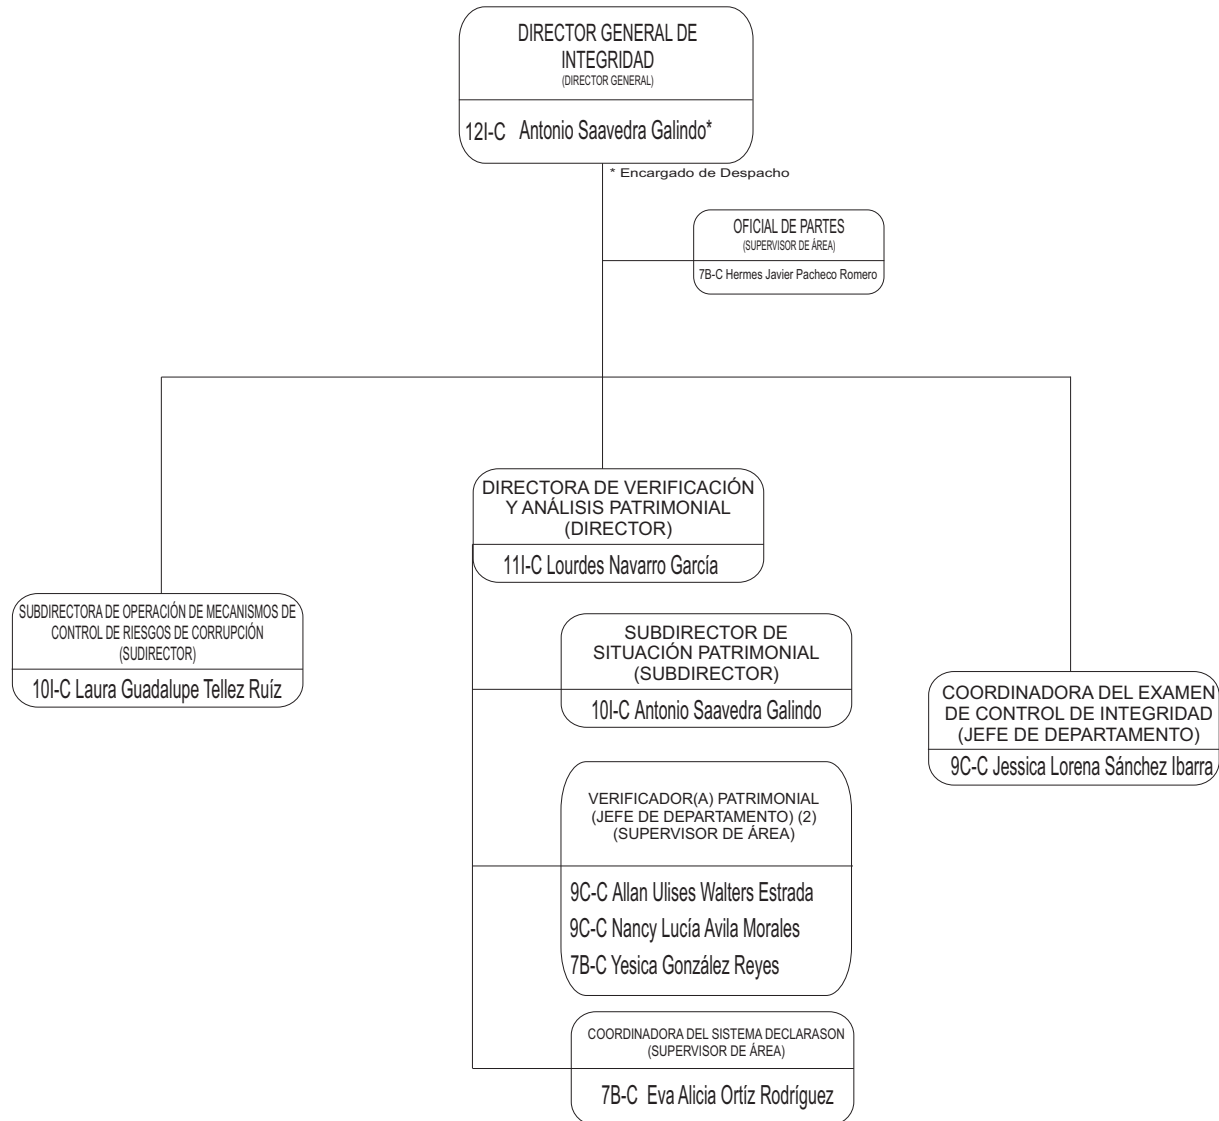 DIRECTOR GENERAL DE
INTEGRIDAD
(DIRECTOR GENERAL)
12I-C Antonio Saavedra Galindo*
* Encargado de Despacho
OFICIAL DE PARTES
(SUPERVISOR DE ÁREA)
7B-C Hermes Javier Pacheco Romero
DIRECTORA DE VERIFICACIÓN
Y ANÁLISIS PATRIMONIAL
(DIRECTOR)
11I-C Lourdes Navarro García
SUBDIRECTORA DE OPERACIÓN DE MECANISMOS DE
CONTROL DE RIESGOS DE CORRUPCIÓN
(SUDIRECTOR)
10I-C Laura Guadalupe Tellez Ruíz
SUBDIRECTOR DE
SITUACIÓN PATRIMONIAL
(SUBDIRECTOR)
10I-C Antonio Saavedra Galindo
COORDINADORA DEL EXAMEN
DE CONTROL DE INTEGRIDAD
(JEFE DE DEPARTAMENTO)
9C-C Jessica Lorena Sánchez Ibarra
VERIFICADOR(A) PATRIMONIAL
(JEFE DE DEPARTAMENTO) (2)
(SUPERVISOR DE ÁREA)
9C-C Allan Ulises Walters Estrada
9C-C Nancy Lucía Avila Morales
7B-C Yesica González Reyes
COORDINADORA DEL SISTEMA DECLARASON
(SUPERVISOR DE ÁREA)
7B-C Eva Alicia Ortíz Rodríguez